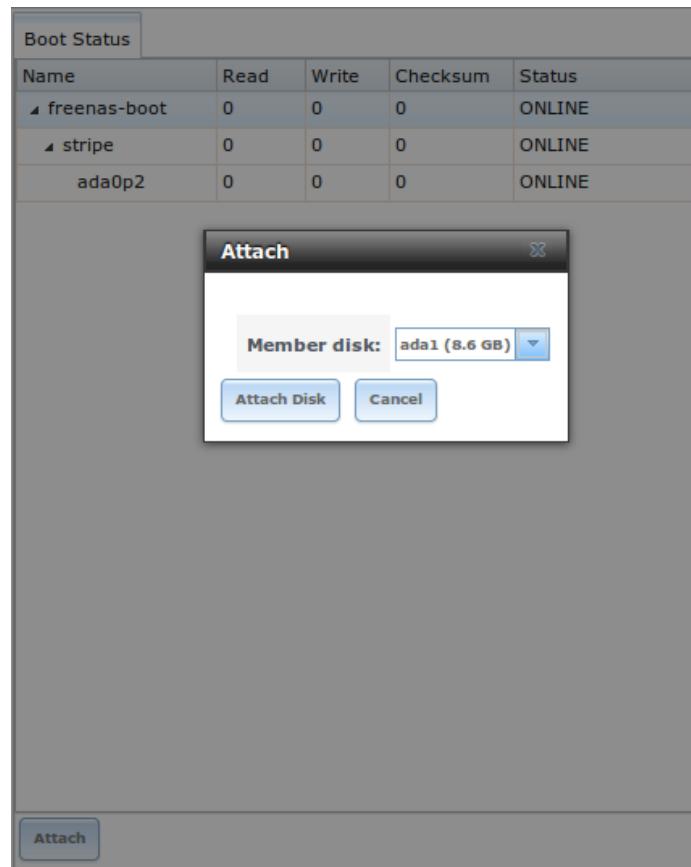 Boot Status
Name Read Write Checksum Status
freenas-boot 0 0 0 ONLINE
stripe 0 0 0 ONLINE
ada0p2 0 0 0 ONLINE
Attach
Member disk: ada1 (8.6 GB)
Attach Disk Cancel
Attach